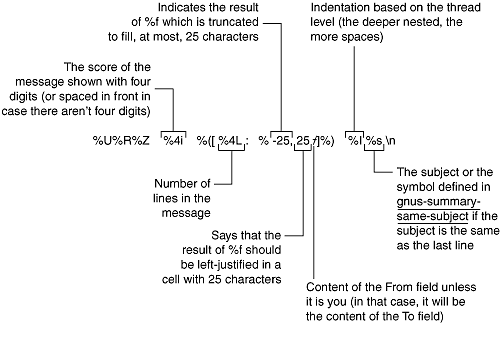 Indicates the result
of %f which is truncated
to fill, at most, 25 characters
Indentation based on the thread
level (the deeper nested, the
more spaces)
The score of the
message shown with four
digits (or spaced in front in
case there aren't four digits)
%U%R%Z %4i %([ %4L : % -25, 25 f]%) %I %s \n
Number of
lines in the
message
The subject or the
symbol defined in
gnus-summary-
same-subject if the
subject is the same
as the last line
Says that the
result of %f should
be left-justified in a
cell with 25 characters
Content of the From field unless
it is you (in that case, it will be
the content of the To field)